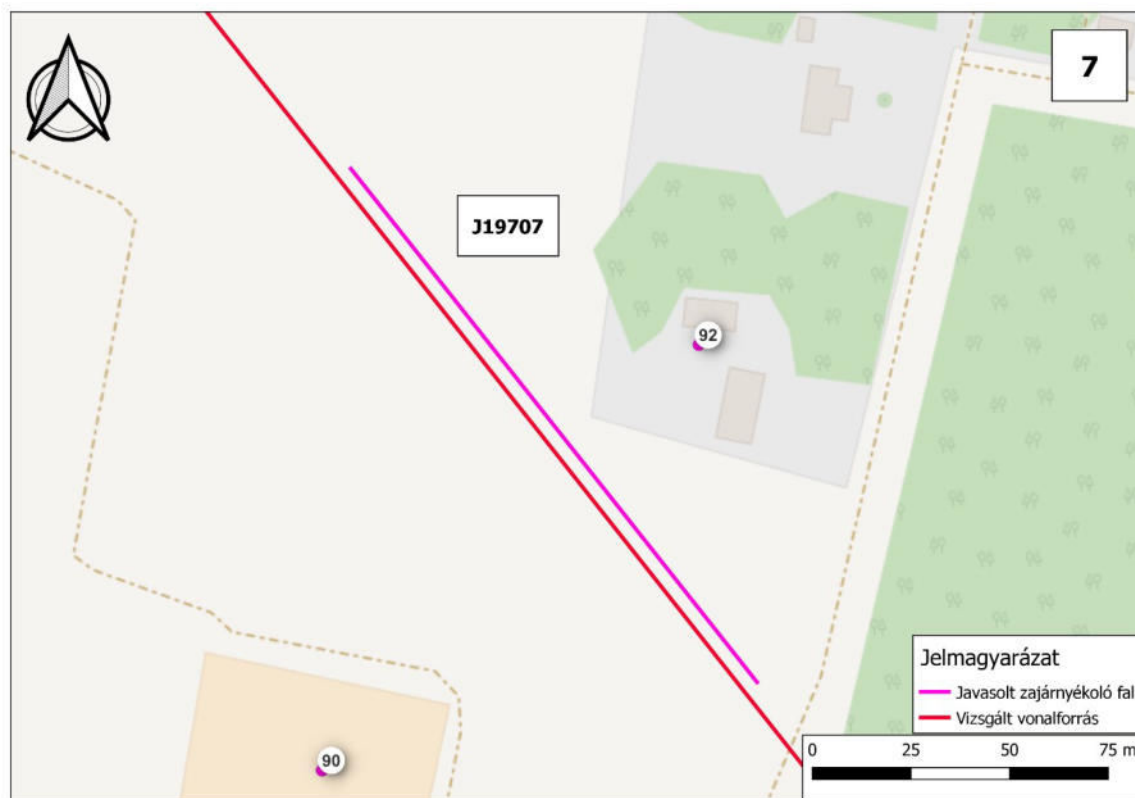 7
J19707
92
90
Jelmagyarázat
Javasolt zajárnyékoló fal
Vizsgált vonalforrás
0 25 50 75 m